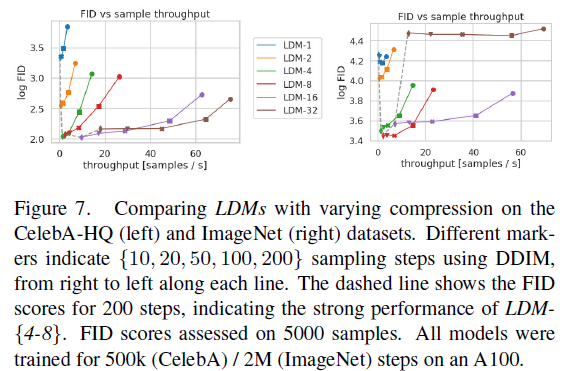 FID vs sample throughput
3.5
3.0
2.5
2.0
log FID
0
20
40
60
throughput [samples / s]
LDM-1
LDM-2
LDM-4
LDM-8
LDM-16
LDM-32
FID vs sample throughput
4.4
4.2
4.0
3.8
3.6
3.4
log FID
0
20
40
60
throughput [samples / s]
Figure 7. Comparing LDMs with varying compression on the
CelebA-HQ (left) and ImageNet (right) datasets. Different mark-
ers indicate {10, 20, 50, 100, 200} sampling steps using DDIM,
from right to left along each line. The dashed line shows the FID
scores for 200 steps, indicating the strong performance of LDM-
{4-8}. FID scores assessed on 5000 samples. All models were
trained for 500k (CelebA) / 2M (ImageNet) steps on an A100.